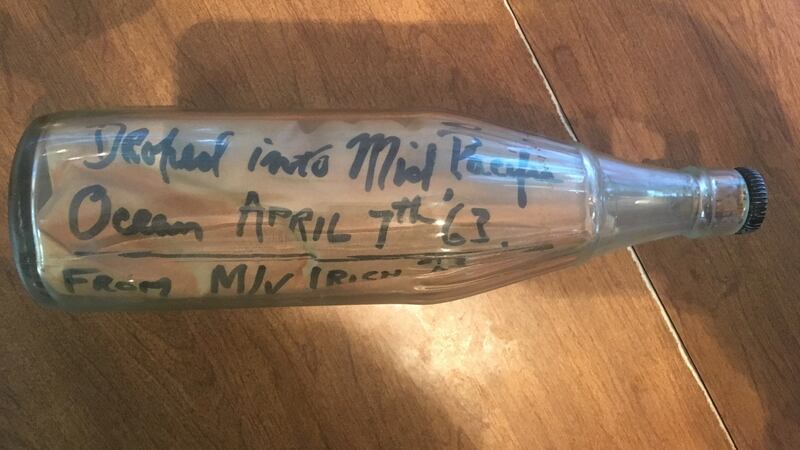 Droped into Mid Pacific
Ocean APRIL 7th '63
FROM M/V